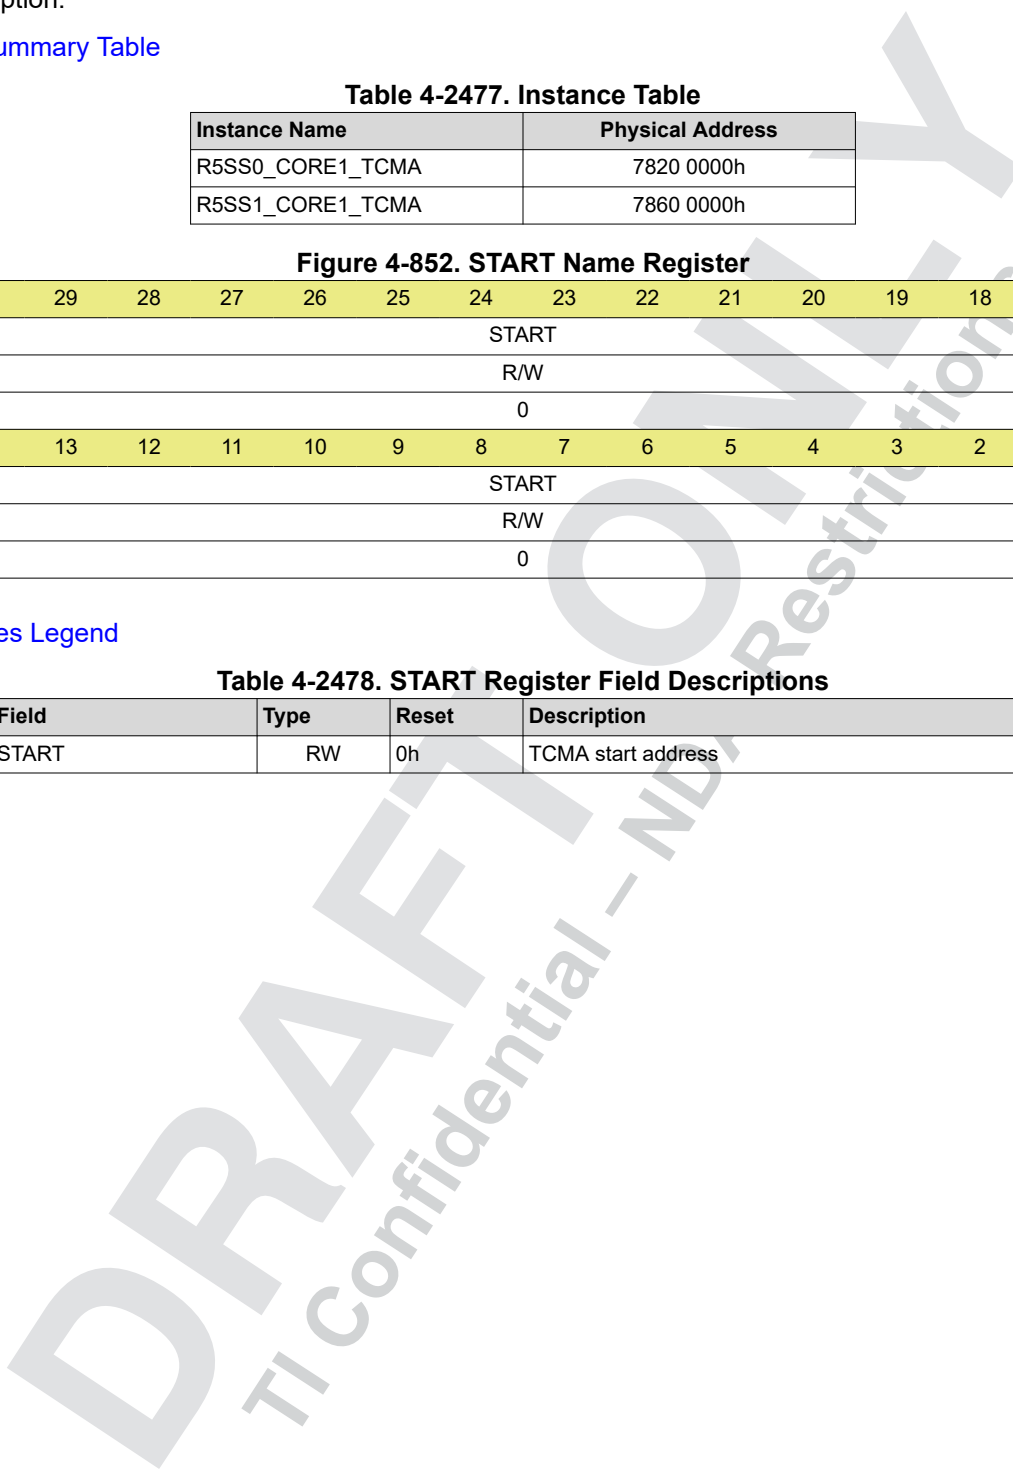 ption.
ummary Table
Table 4-2477. Instance Table
Instance Name Physical Address
R5SS0_CORE1_TCMA 7820 0000h
R5SS1_CORE1_TCMA 7860 0000h
Figure 4-852. START Name Register
29 28 27 26 25 24 23 22 21 20 19 18
START
R/W
0
13 12 11 10 9 8 7 6 5 4 3 2
START
R/W
0
es Legend
Table 4-2478. START Register Field Descriptions
Field Type Reset Description
START RW 0h TCMA start address
DRAFT ONLY
TI Confidential – NDA Restrictions